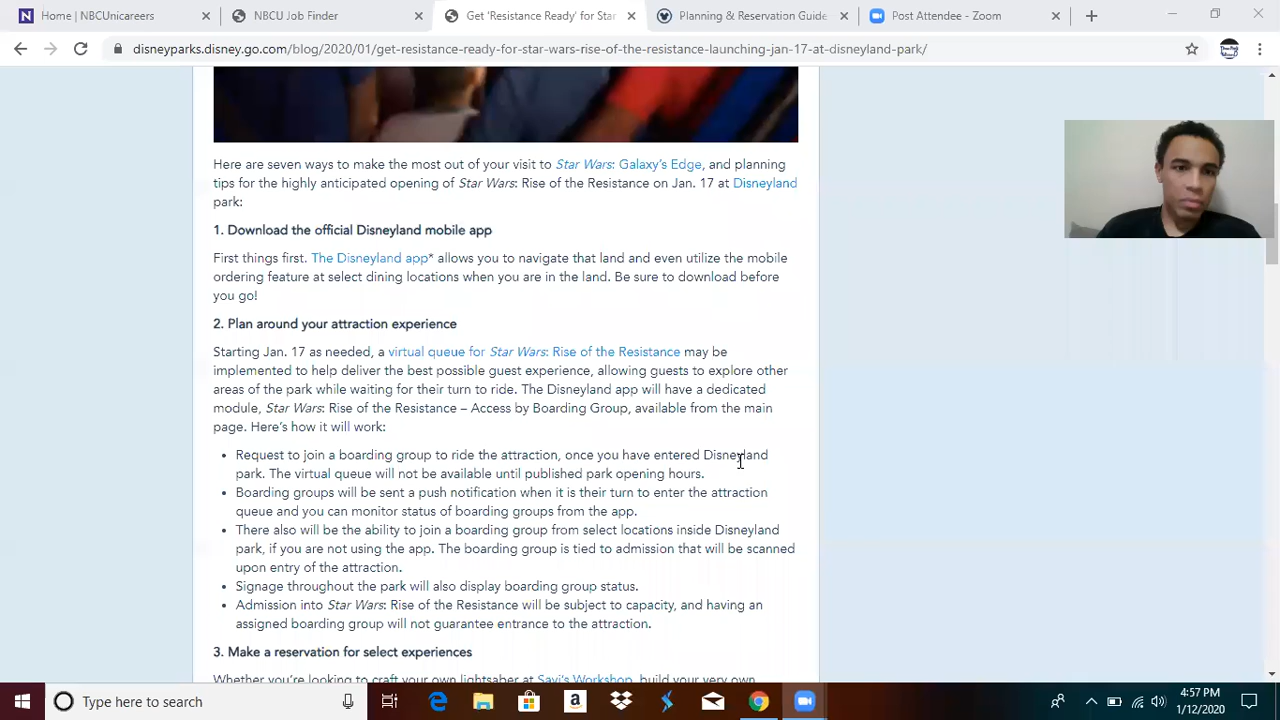 Home | NBCUnicareers
NBCU Job Finder
Get 'Resistance Ready' for Star
Planning & Reservation Guide
Post Attendee - Zoom
disneyparks.disney.go.com/blog/2020/01/get-resistance-ready-for-star-wars-rise-of-the-resistance-launching-jan-17-at-disneyland-park/
Here are seven ways to make the most out of your visit to Star Wars: Galaxy's Edge, and planning
tips for the highly anticipated opening of Star Wars: Rise of the Resistance on Jan. 17 at Disneyland
park:
1. Download the official Disneyland mobile app
First things first. The Disneyland app* allows you to navigate that land and even utilize the mobile
ordering feature at select dining locations when you are in the land. Be sure to download before
you go!
2. Plan around your attraction experience
Starting Jan. 17 as needed, a virtual queue for Star Wars: Rise of the Resistance may be
implemented to help deliver the best possible guest experience, allowing guests to explore other
areas of the park while waiting for their turn to ride. The Disneyland app will have a dedicated
module, Star Wars: Rise of the Resistance – Access by Boarding Group, available from the main
page. Here's how it will work:
• Request to join a boarding group to ride the attraction, once you have entered Disneyland
park. The virtual queue will not be available until published park opening hours.
• Boarding groups will be sent a push notification when it is their turn to enter the attraction
queue and you can monitor status of boarding groups from the app.
• There also will be the ability to join a boarding group from select locations inside Disneyland
park, if you are not using the app. The boarding group is tied to admission that will be scanned
upon entry of the attraction.
• Signage throughout the park will also display boarding group status.
• Admission into Star Wars: Rise of the Resistance will be subject to capacity, and having an
assigned boarding group will not guarantee entrance to the attraction.
3. Make a reservation for select experiences
Whether you're looking to craft your own lightsaber at Savi's Workshop, build your very own
Type here to search
4:57 PM
1/12/2020